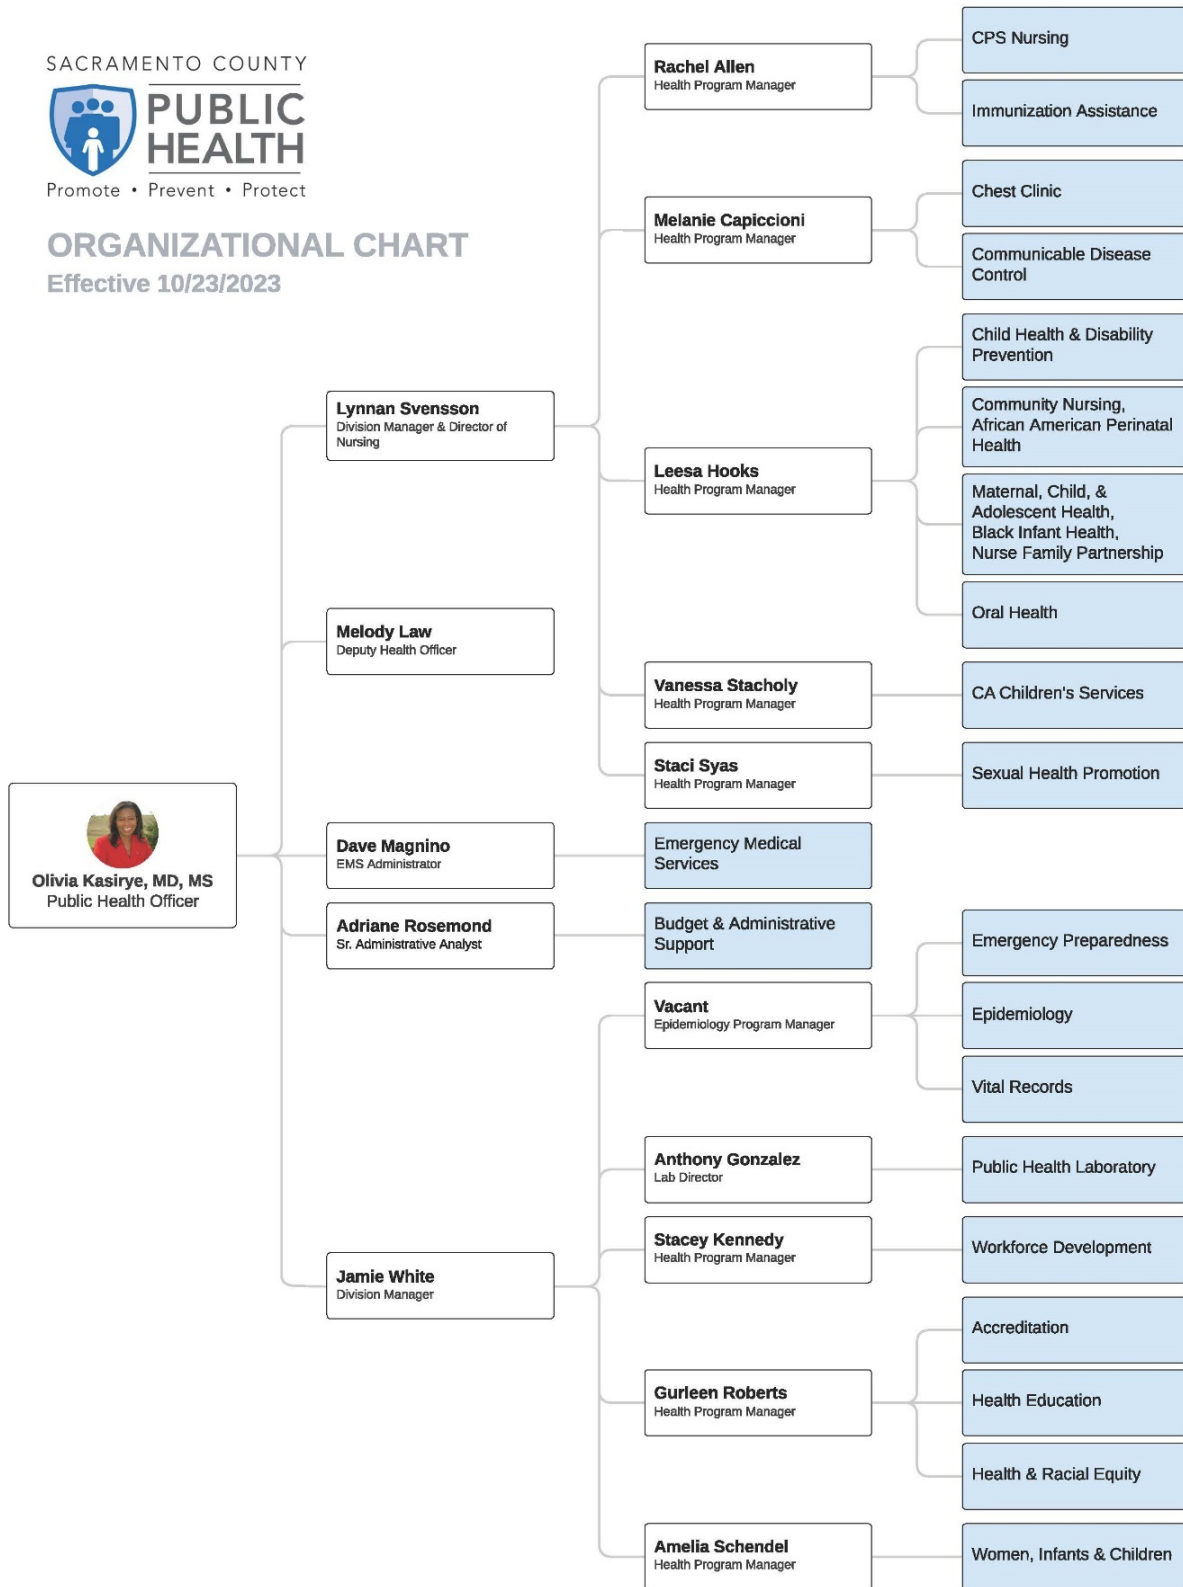 SACRAMENTO COUNTY
PUBLIC
HEALTH
Promote • Prevent • Protect
ORGANIZATIONAL CHART
Effective 10/23/2023
Olivia Kasirye, MD, MS
Public Health Officer
Lynnan Svensson
Division Manager & Director of
Nursing
Rachel Allen
Health Program Manager
CPS Nursing
Immunization Assistance
Melanie Capiccioni
Health Program Manager
Chest Clinic
Communicable Disease
Control
Leesa Hooks
Health Program Manager
Child Health & Disability
Prevention
Community Nursing,
African American Perinatal
Health
Maternal, Child, &
Adolescent Health,
Black Infant Health,
Nurse Family Partnership
Oral Health
Vanessa Stacholy
Health Program Manager
CA Children's Services
Staci Syas
Health Program Manager
Sexual Health Promotion
Melody Law
Deputy Health Officer
Dave Magnino
EMS Administrator
Emergency Medical
Services
Adriane Rosemond
Sr. Administrative Analyst
Budget & Administrative
Support
Jamie White
Division Manager
Vacant
Epidemiology Program Manager
Emergency Preparedness
Epidemiology
Vital Records
Anthony Gonzalez
Lab Director
Public Health Laboratory
Stacey Kennedy
Health Program Manager
Workforce Development
Gurleen Roberts
Health Program Manager
Accreditation
Health Education
Health & Racial Equity
Amelia Schendel
Health Program Manager
Women, Infants & Children